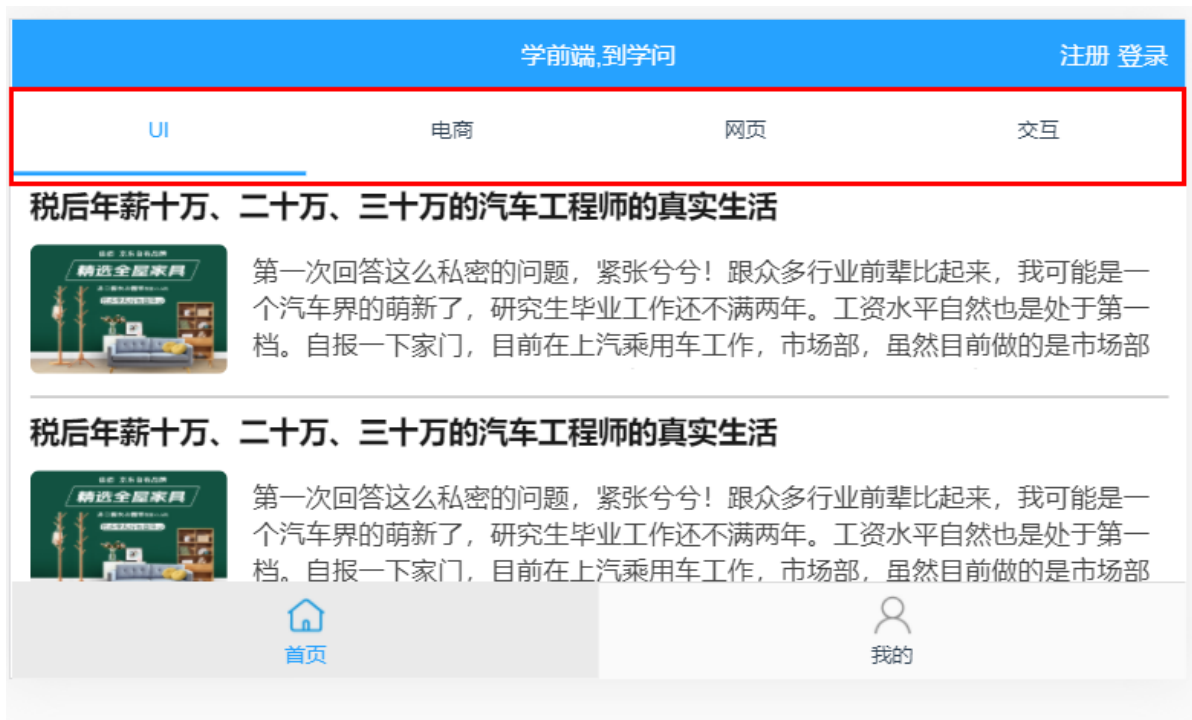 学前端,到学问
注册 登录
UI 电商 网页 交互
税后年薪十万、二十万、三十万的汽车工程师的真实生活
精选全屋家具
第一次回答这么私密的问题，紧张兮兮！跟众多行业前辈比起来，我可能是一
个汽车界的萌新了，研究生毕业工作还不满两年。工资水平自然也是处于第一
档。自报一下家门，目前在上汽乘用车工作，市场部，虽然目前做的是市场部
税后年薪十万、二十万、三十万的汽车工程师的真实生活
精选全屋家具
第一次回答这么私密的问题，紧张兮兮！跟众多行业前辈比起来，我可能是一
个汽车界的萌新了，研究生毕业工作还不满两年。工资水平自然也是处于第一
档。自报一下家门，目前在上汽乘用车工作，市场部，虽然目前做的是市场部
首页 我的